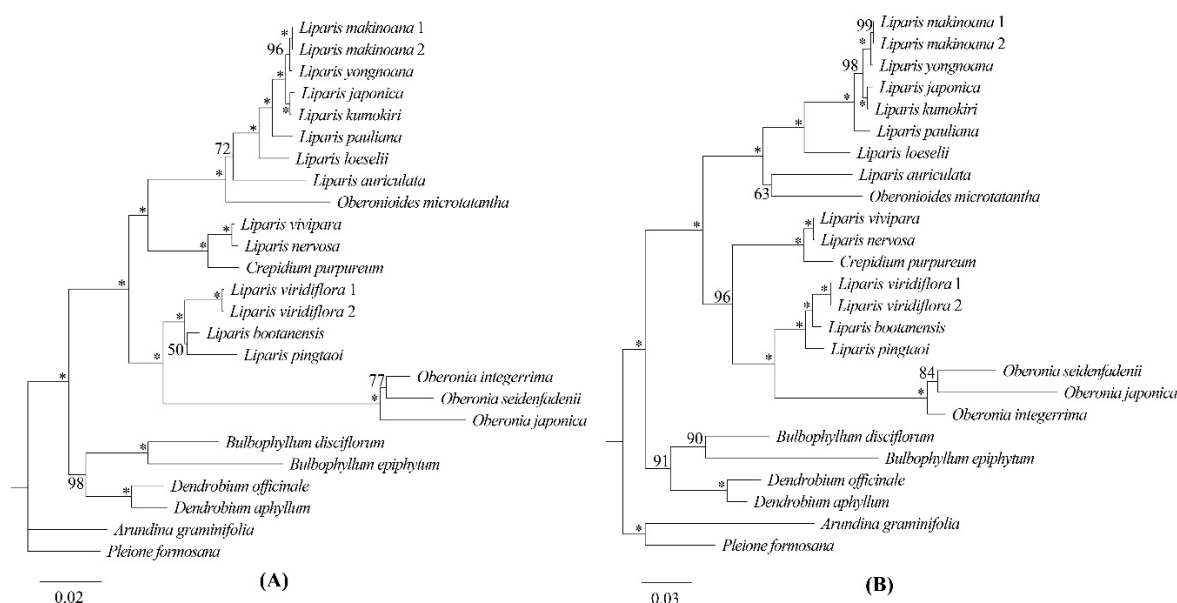 Liparis makinoana 1
*
96
Liparis makinoana 2
Liparis yongnoana
*
Liparis japonica
*
Liparis kumokiri
*
Liparis pauliana
72
Liparis loeselii
*
Liparis auriculata
Oberonioides microtatantha
*
Liparis vivipara
*
Liparis nervosa
*
Crepidium purpureum
*
Liparis viridiflora 1
*
Liparis viridiflora 2
*
Liparis bootanensis
50
Liparis pingtaoi
*
Oberonia integerrima
77
Oberonia seidenfadenii
*
Oberonia japonica
*
Bulbophyllum disciflorum
*
Bulbophyllum epiphytum
98
Dendrobium officinale
*
Dendrobium aphyllum
Arundina graminifolia
Pleione formosana
0.02
(A)
Liparis makinoana 1
99
Liparis makinoana 2
*
Liparis yongnoana
98
Liparis japonica
*
Liparis kumokiri
*
Liparis pauliana
*
Liparis loeselii
*
Liparis auriculata
63
Oberonioides microtatantha
Liparis vivipara
*
Liparis nervosa
*
Crepidium purpureum
*
Liparis viridiflora 1
*
96
Liparis viridiflora 2
*
Liparis bootanensis
*
Liparis pingtaoi
*
Oberonia seidenfadenii
84
Oberonia japonica
*
Oberonia integerrima
*
Bulbophyllum disciflorum
90
Bulbophyllum epiphytum
91
Dendrobium officinale
*
Dendrobium aphyllum
Arundina graminifolia
*
Pleione formosana
0.03
(B)